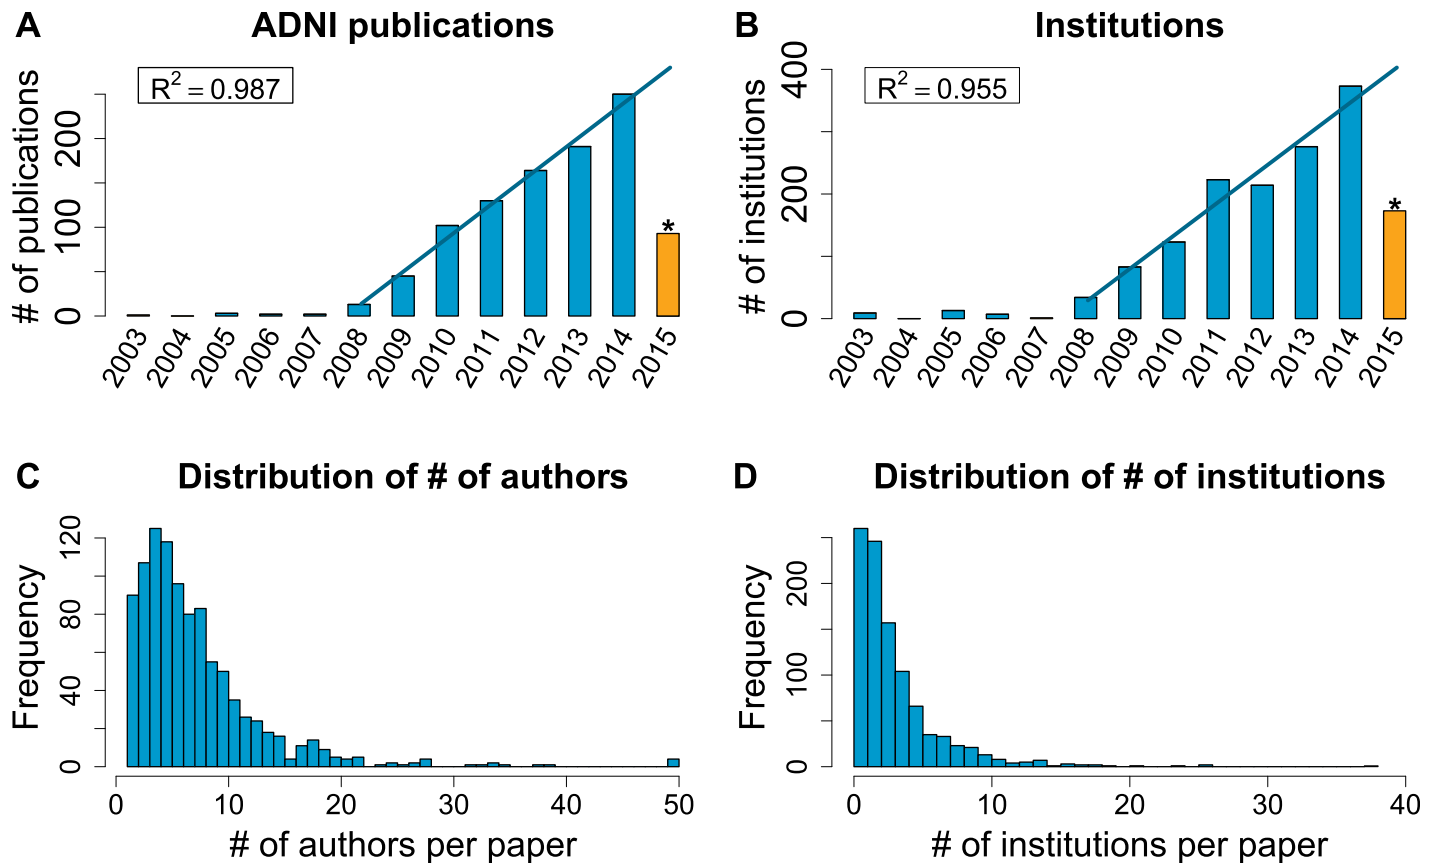 A ADNI publications
R² = 0.987
# of publications
0 100 200
2003 2004 2005 2006 2007 2008 2009 2010 2011 2012 2013 2014 2015
*
B Institutions
R² = 0.955
# of institutions
0 200 400
2003 2004 2005 2006 2007 2008 2009 2010 2011 2012 2013 2014 2015
*
C Distribution of # of authors
Frequency
0 40 80 120
0 10 20 30 40 50
# of authors per paper
D Distribution of # of institutions
Frequency
0 100 200
0 10 20 30 40
# of institutions per paper